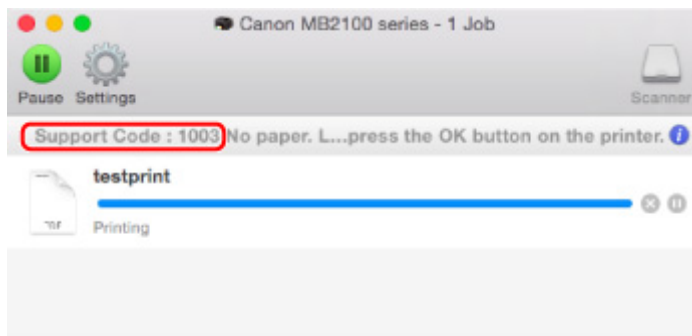 Canon MB2100 series - 1 Job
Pause Settings
Scanner
Support Code : 1003 No paper. L...press the OK button on the printer.
testprint
Printing